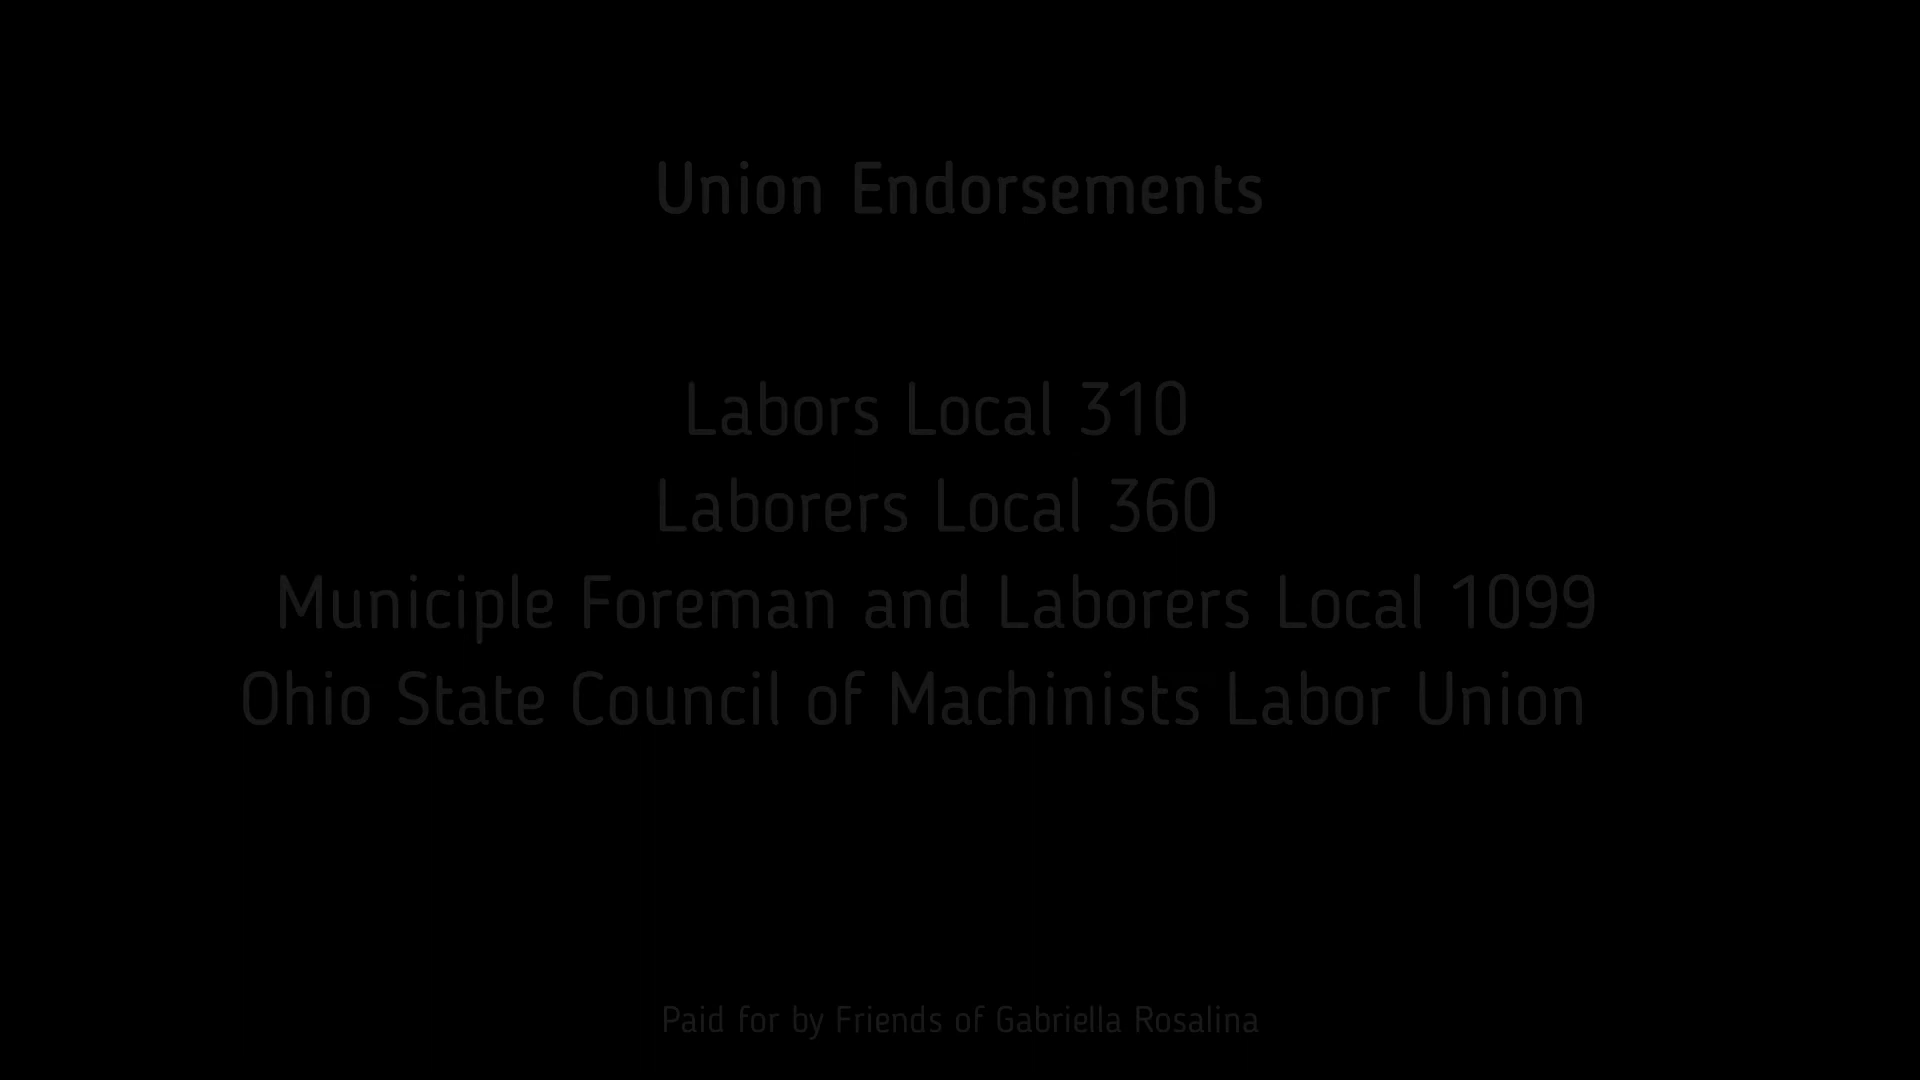 Union Endorsements
Labors Local 310
Laborers Local 360
Municiple Foreman and Laborers Local 1099
Ohio State Council of Machinists Labor Union
Paid for by Friends of Gabriella Rosalina